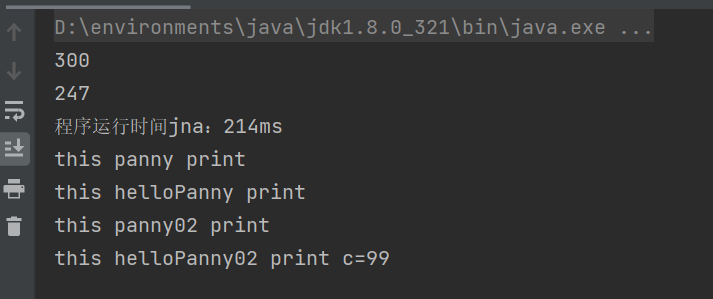 D:\environments\java\jdk1.8.0_321\bin\java.exe ...
300
247
程序运行时间jna：214ms
this panny print
this helloPanny print
this panny02 print
this helloPanny02 print c=99